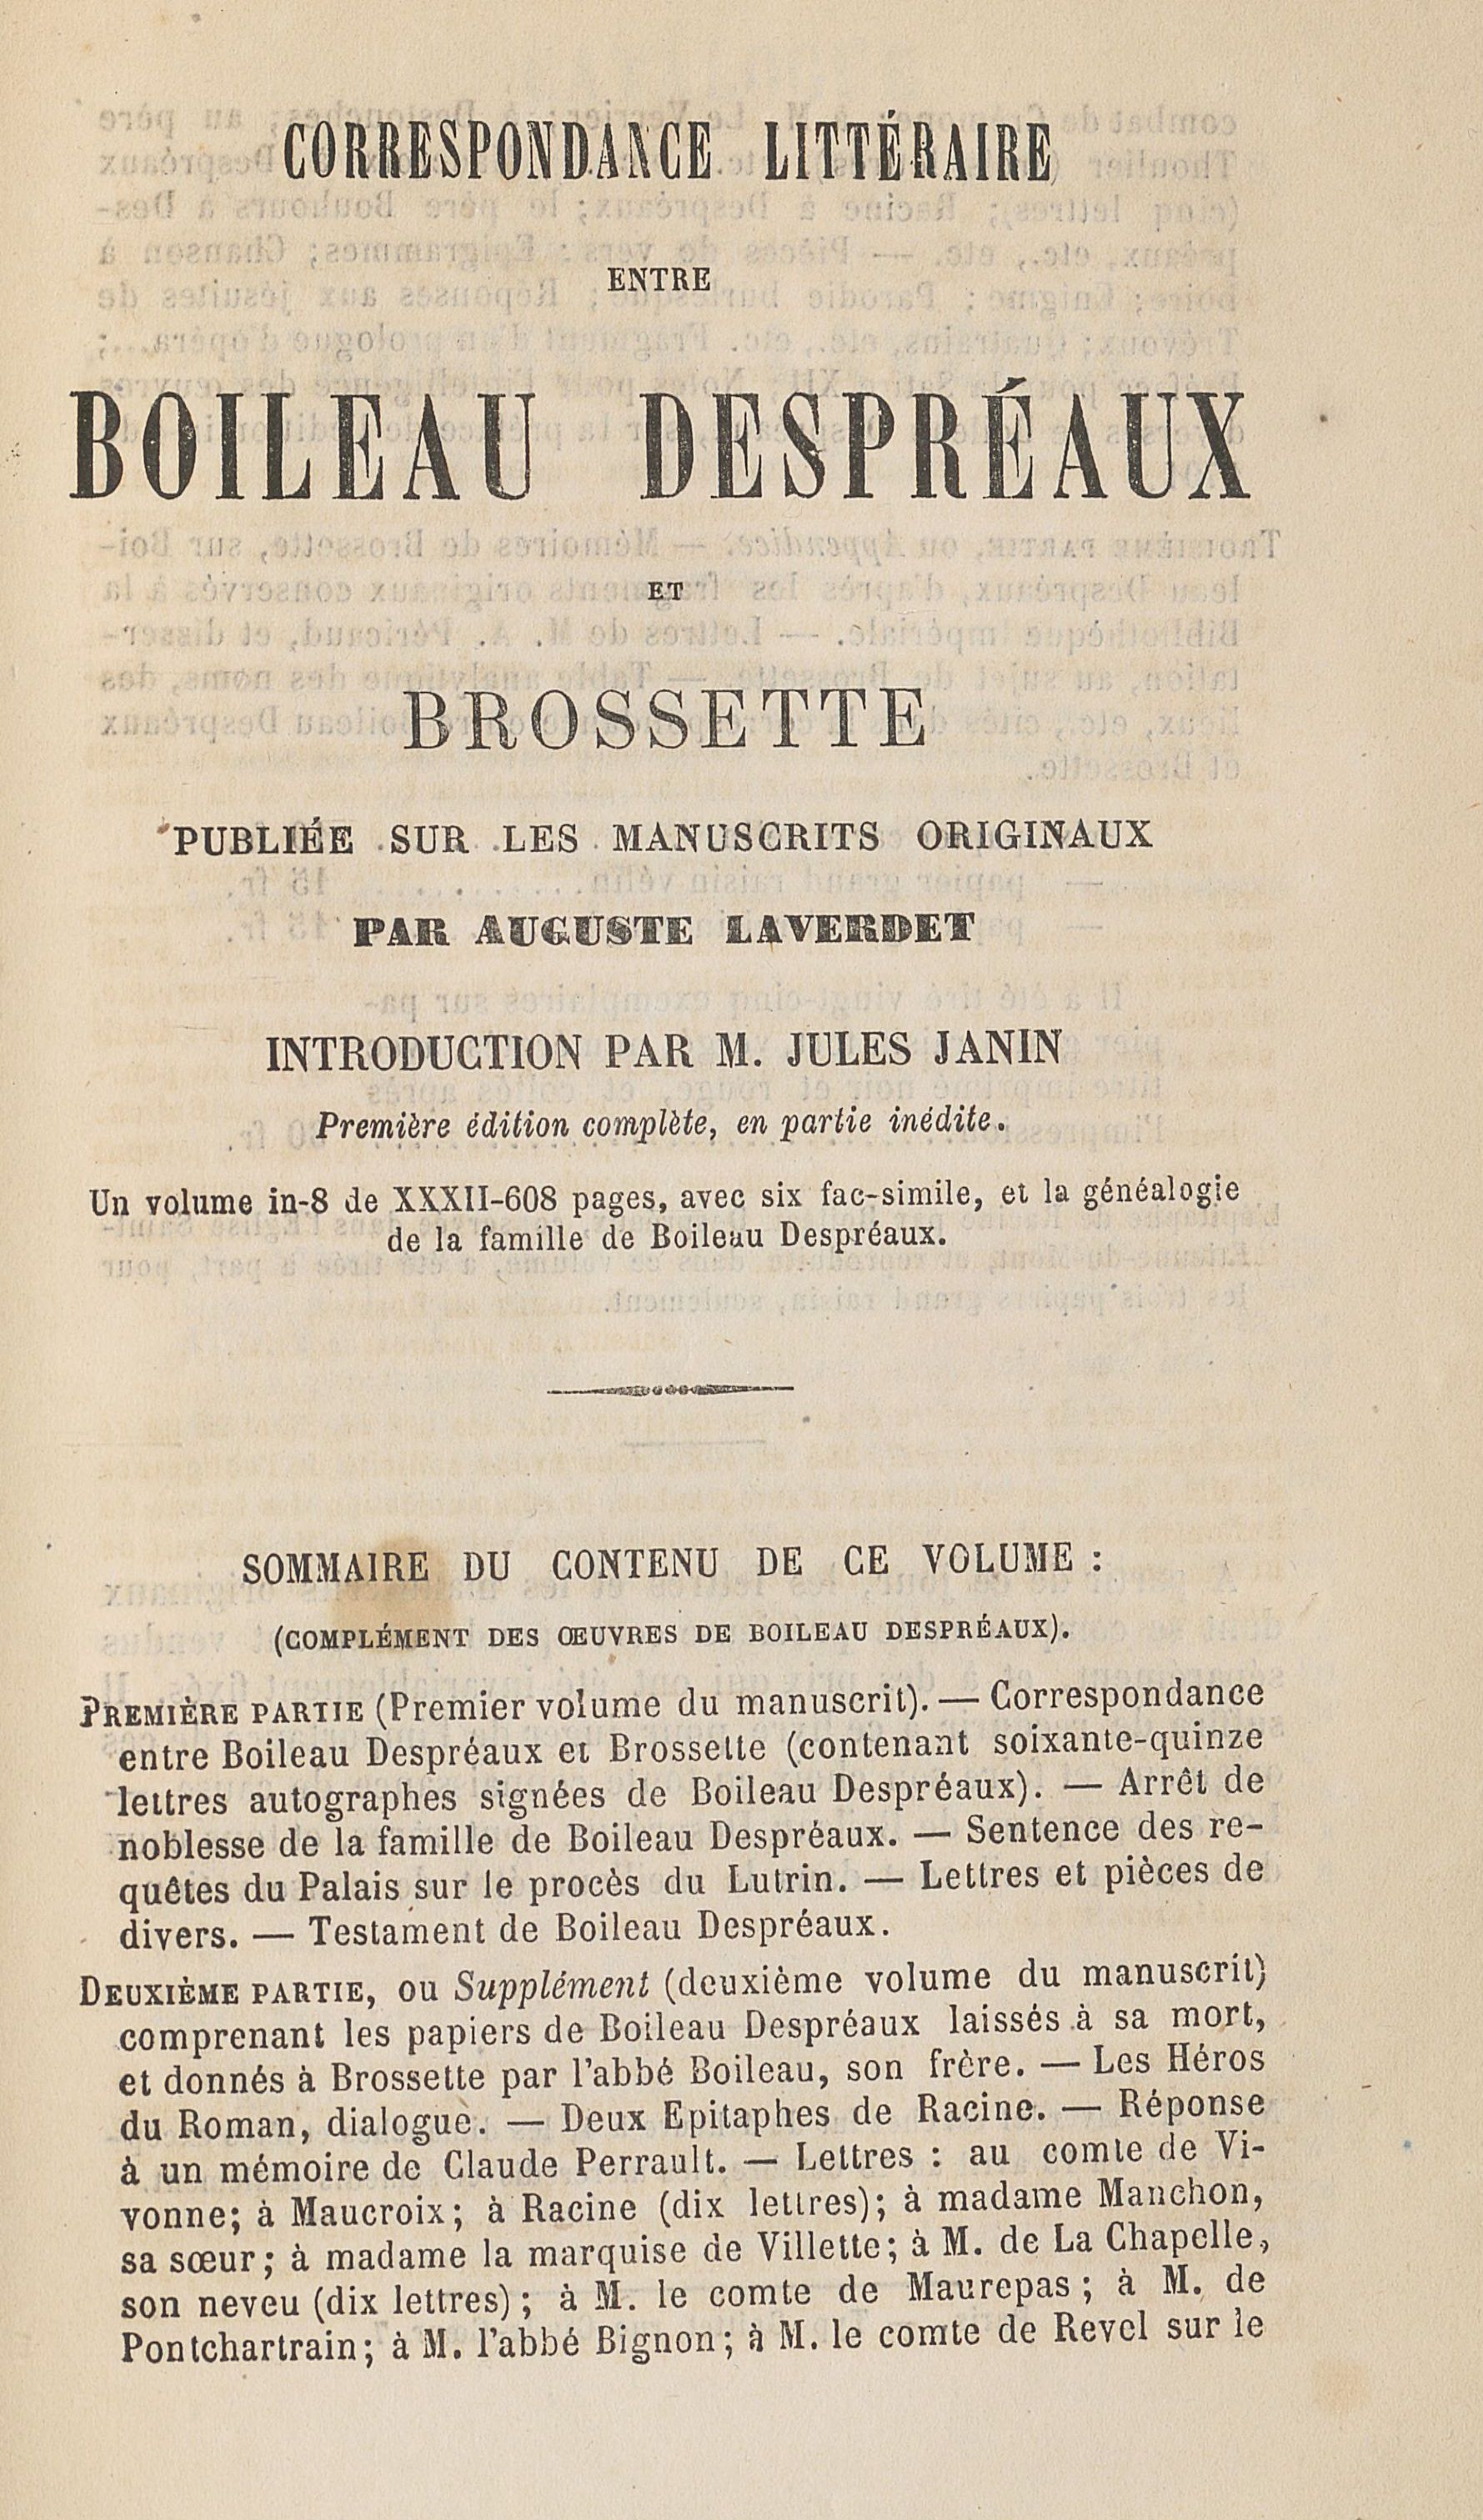 CORRESPONDANCE LITTÉRAIRE
ENTRE
BOILEAU DESPRÉAUX
ET
BROSSETTE
PUBLIÉE SUR LES MANUSCRITS ORIGINAUX
PAR AUGUSTE LAVERDET
INTRODUCTION PAR M. JULES JANIN
Première édition complète, en partie inédite.
Un volume in-8 de XXXII-608 pages, avec six fac-simile, et la généalogie
de la famille de Boileau Despréaux.
SOMMAIRE DU CONTENU DE CE VOLUME :
(COMPLÉMENT DES ŒUVRES DE BOILEAU DESPRÉAUX).
PREMIÈRE PARTIE (Premier volume du manuscrit). — Correspondance
entre Boileau Despréaux et Brossette (contenant soixante-quinze
lettres autographes signées de Boileau Despréaux). — Arrêt de
noblesse de la famille de Boileau Despréaux. — Sentence des re-
quêtes du Palais sur le procès du Lutrin. — Lettres et pièces de
divers. — Testament de Boileau Despréaux.
DEUXIÈME PARTIE, ou Supplément (deuxième volume du manuscrit)
comprenant les papiers de Boileau Despréaux laissés à sa mort,
et donnés à Brossette par l'abbé Boileau, son frère. — Les Héros
du Roman, dialogue. — Deux Epitaphes de Racine. — Réponse
à un mémoire de Claude Perrault. — Lettres : au comte de Vi-
vonne; à Maucroix; à Racine (dix lettres); à madame Manchon,
sa sœur; à madame la marquise de Villette; à M. de La Chapelle,
son neveu (dix lettres); à M. le comte de Maurepas; à M. de
Pontchartrain; à M. l'abbé Bignon; à M. le comte de Revel sur le